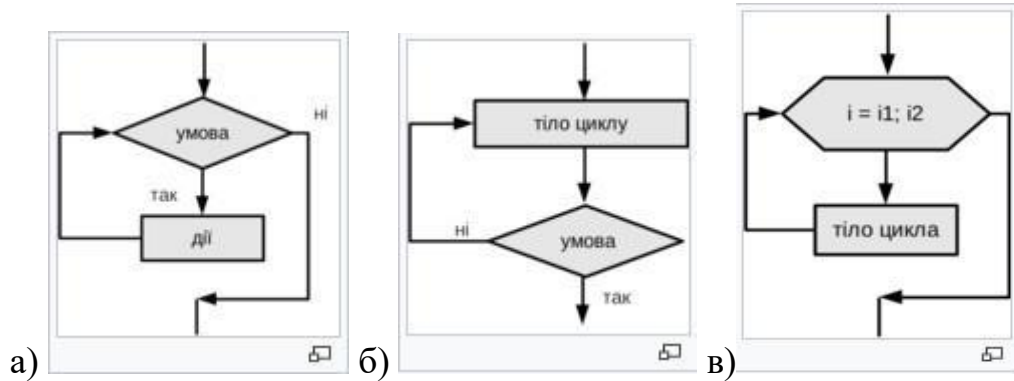 ні
умова
так
дії
а)
тіло циклу
ні
умова
так
б)
i = i1; i2
тіло цикла
в)